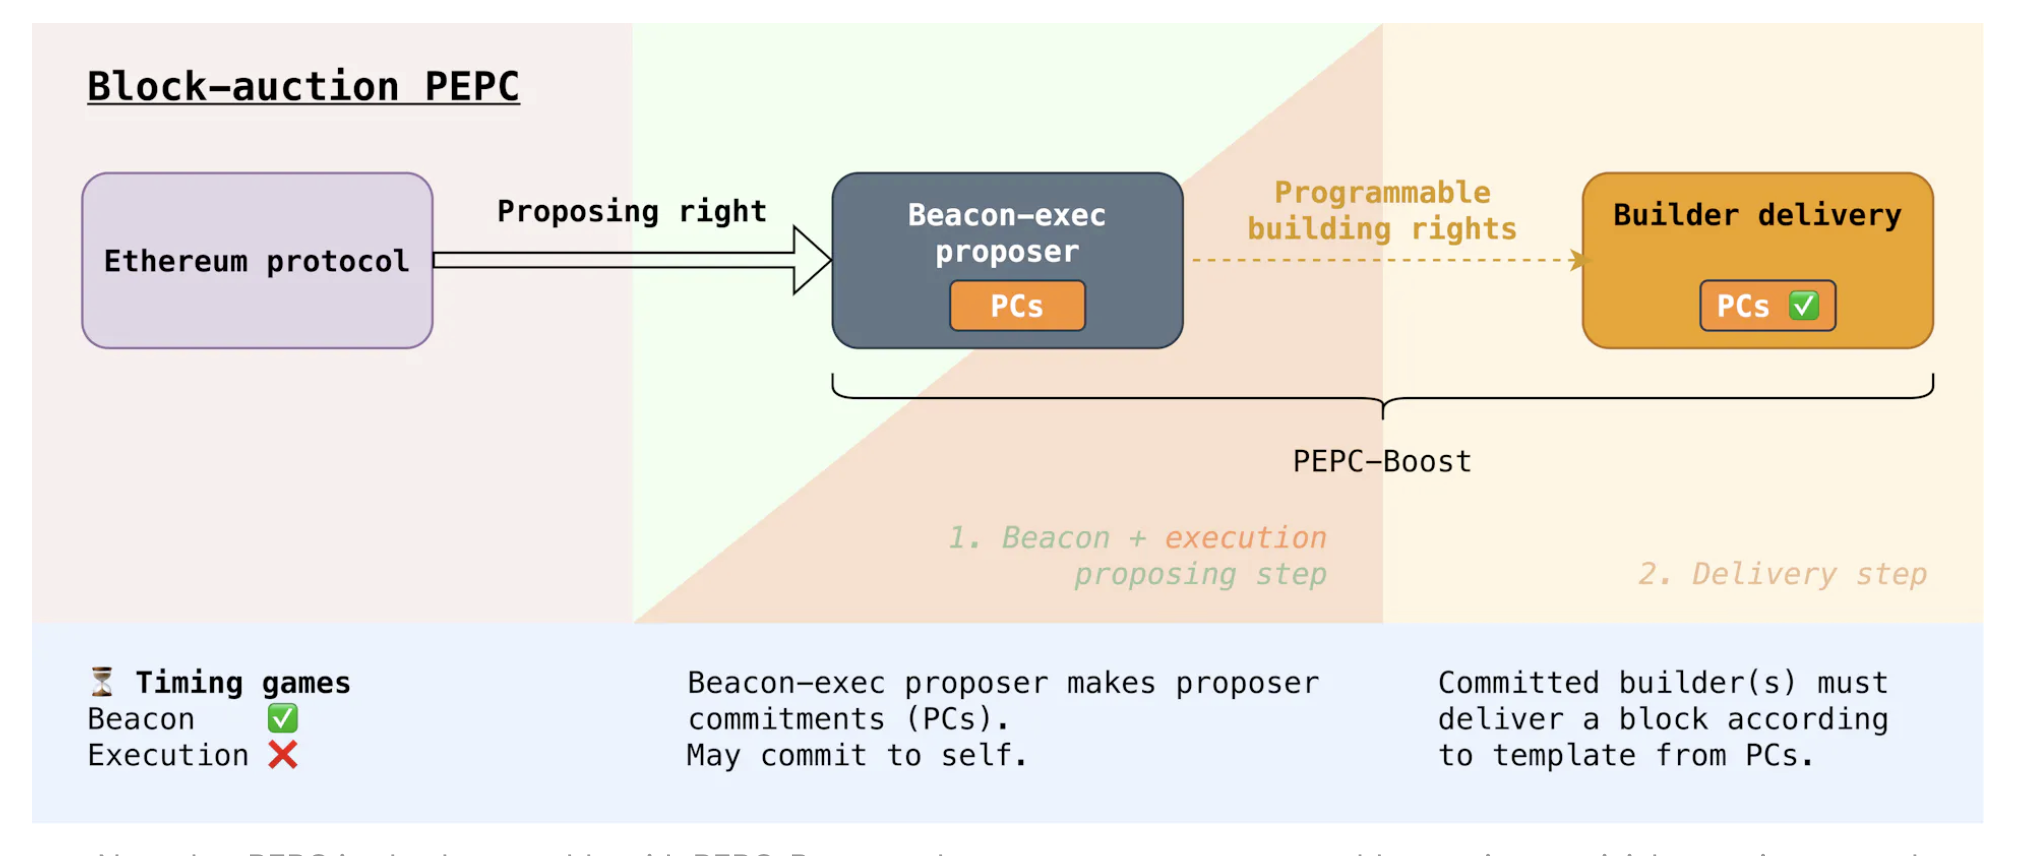 Block-auction PEPC
Ethereum protocol
Proposing right
Beacon-exec
proposer
PCs
Programmable
building rights
Builder delivery
PCs ✅
PEPC-Boost
1. Beacon + execution
proposing step
2. Delivery step
⏳ Timing games
Beacon ✅
Execution ❌
Beacon-exec proposer makes proposer
commitments (PCs).
May commit to self.
Committed builder(s) must
deliver a block according
to template from PCs.